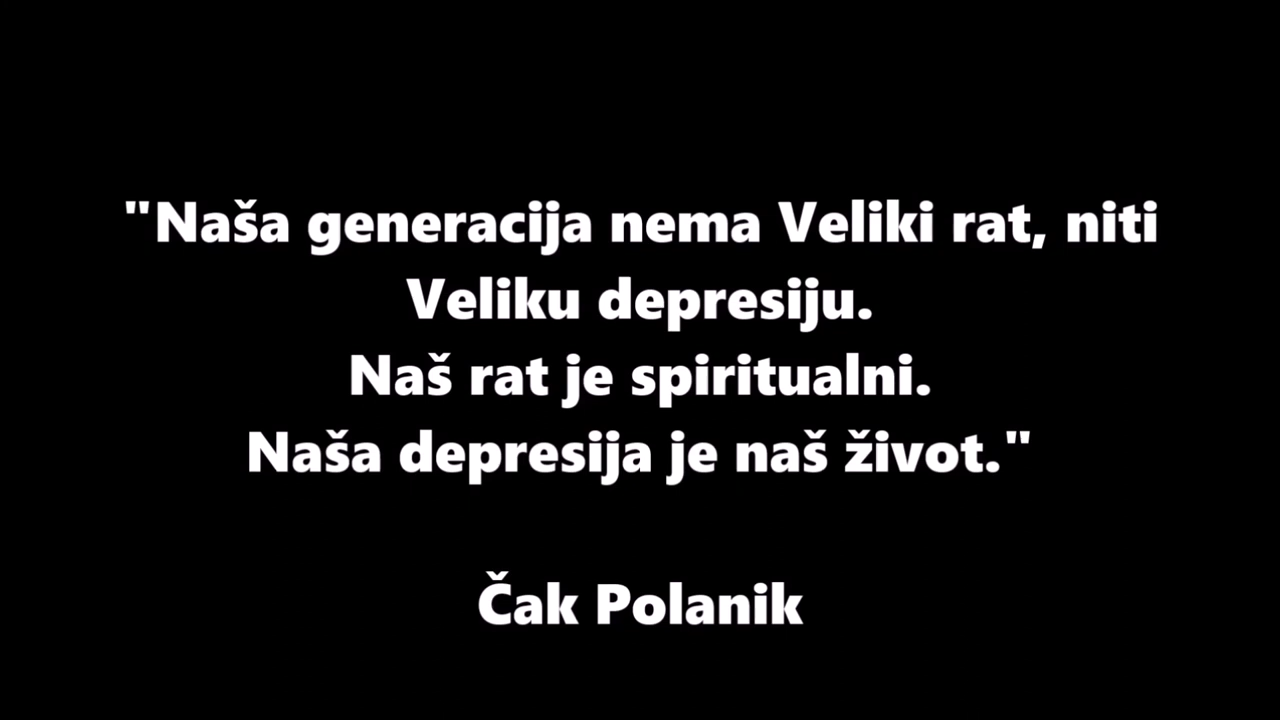 "Naša generacija nema Veliki rat, niti
Veliku depresiju.
Naš rat je spiritualni.
Naša depresija je naš život."
Čak Polanik